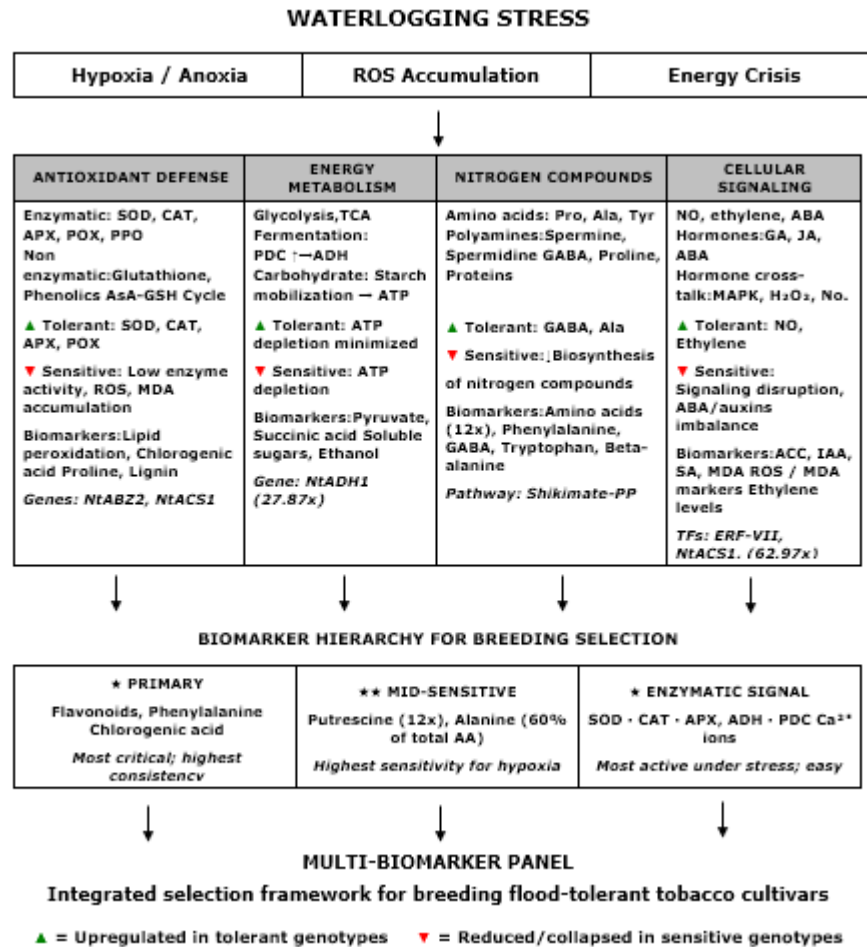 WATERLOGGING STRESS
Hypoxia / Anoxia
ROS Accumulation
Energy Crisis
ANTIOXIDANT DEFENSE
Enzymatic: SOD, CAT,
APX, POX, PPO
Non
enzymatic:Glutathione,
Phenolics AsA-GSH Cycle
▲ Tolerant: SOD, CAT,
APX, POX
▼ Sensitive: Low enzyme
activity, ROS, MDA
accumulation
Biomarkers:Lipid
peroxidation, Chlorogenic
acid Proline, Lignin
Genes: NtABZ2, NtACS1
ENERGY
METABOLISM
Glycolysis,TCA
Fermentation:
PDC ↑→ADH
Carbohydrate: Starch
mobilization → ATP
▲ Tolerant: ATP
depletion minimized
▼ Sensitive: ATP
depletion
Biomarkers:Pyruvate,
Succinic acid Soluble
sugars, Ethanol
Gene: NtADH1
(27.87x)
NITROGEN COMPOUNDS
Amino acids: Pro, Ala, Tyr
Polyamines:Spermine,
Spermidine GABA, Proline,
Proteins
▲ Tolerant: GABA, Ala
▼ Sensitive:↓Biosynthesis
of nitrogen compounds
Biomarkers:Amino acids
(12x), Phenylalanine,
GABA, Tryptophan, Beta-
alanine
Pathway: Shikimate-PP
CELLULAR
SIGNALING
NO, ethylene, ABA
Hormones:GA, JA,
ABA
Hormone cross-
talk:MAPK, H₂O₂, No.
▲ Tolerant: NO,
Ethylene
▼ Sensitive:
Signaling disruption,
ABA/auxins
imbalance
Biomarkers:ACC, IAA,
SA, MDA ROS / MDA
markers Ethylene
levels
TFs: ERF-VII,
NtACS1. (62.97x)
BIOMARKER HIERARCHY FOR BREEDING SELECTION
★ PRIMARY
Flavonoids, Phenylalanine
Chlorogenic acid
Most critical; highest
consistency
★★ MID-SENSITIVE
Putrescine (12x), Alanine (60%
of total AA)
Highest sensitivity for hypoxia
★ ENZYMATIC SIGNAL
SOD · CAT · APX, ADH · PDC Ca²⁺
ions
Most active under stress; easy
MULTI-BIOMARKER PANEL
Integrated selection framework for breeding flood-tolerant tobacco cultivars
▲ = Upregulated in tolerant genotypes ▼ = Reduced/collapsed in sensitive genotypes